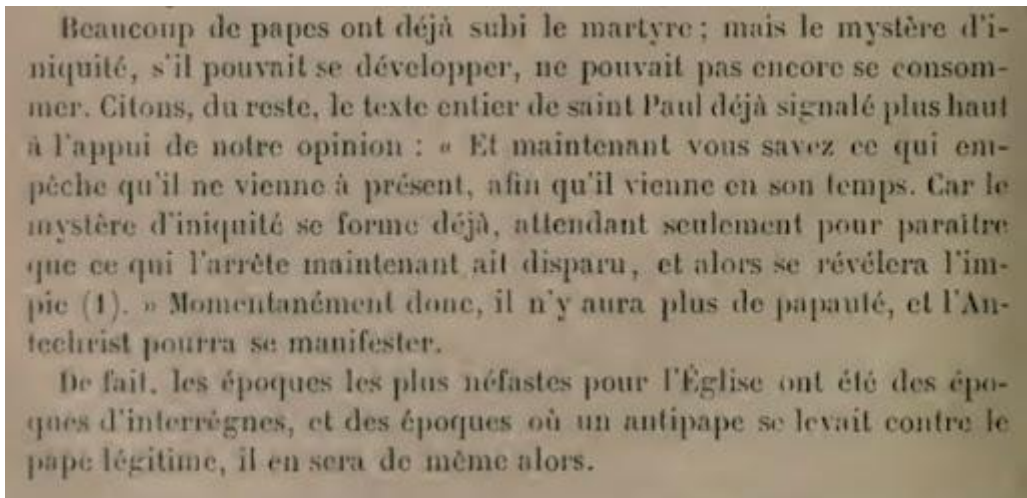 Beaucoup de papes ont déjà subi le martyre ; mais le mystère d'i-
niquité, s'il pouvait se développer, ne pouvait pas encore se consom-
mer. Citons, du reste, le texte entier de saint Paul déjà signalé plus haut
à l'appui de notre opinion : « Et maintenant vous savez ce qui em-
pêche qu'il ne vienne à présent, afin qu'il vienne en son temps. Car le
mystère d'iniquité se forme déjà, attendant seulement pour paraître
que ce qui l'arrête maintenant ait disparu, et alors se révélera l'im-
pie (1). » Momentanément donc, il n'y aura plus de papauté, et l'An-
techrist pourra se manifester.
De fait, les époques les plus néfastes pour l'Église ont été des épo-
ques d'interrègnes, et des époques où un antipape se levait contre le
pape légitime, il en sera de même alors.